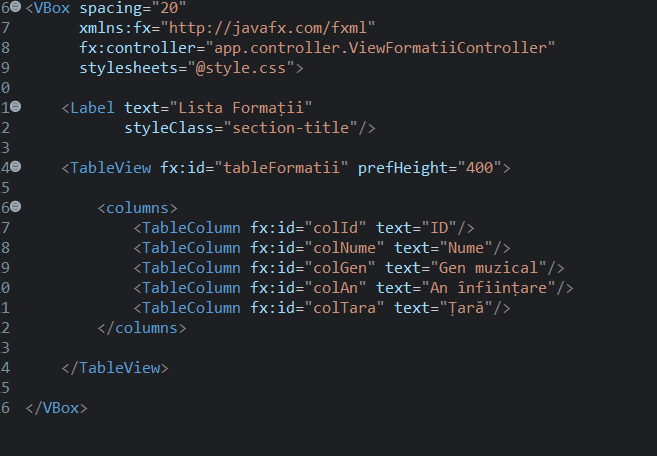 6 <VBox spacing="20"
7 xmlns:fx="http://javafx.com/fxml"
8 fx:controller="app.controller.ViewFormatiiController"
9 stylesheets="@style.css">
0
1 <Label text="Lista Formații"
2 styleClass="section-title"/>
3
4 <TableView fx:id="tableFormatii" prefHeight="400">
5
6 <columns>
7 <TableColumn fx:id="colId" text="ID"/>
8 <TableColumn fx:id="colNume" text="Nume"/>
9 <TableColumn fx:id="colGen" text="Gen muzical"/>
0 <TableColumn fx:id="colAn" text="An înființare"/>
1 <TableColumn fx:id="colTara" text="Țară"/>
2 </columns>
3
4 </TableView>
5
6 </VBox>